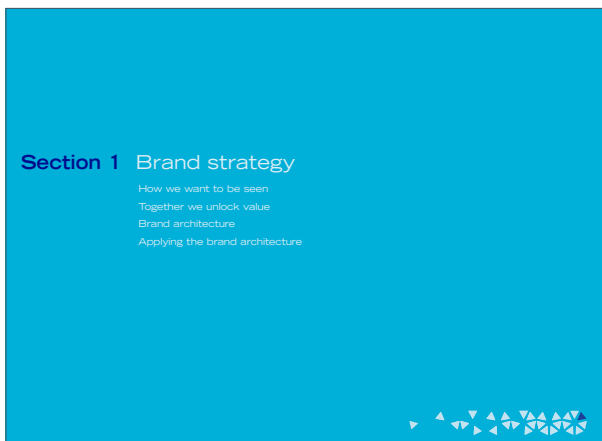 Section 1 Brand strategy
How we want to be seen
Together we unlock value
Brand architecture
Applying the brand architecture